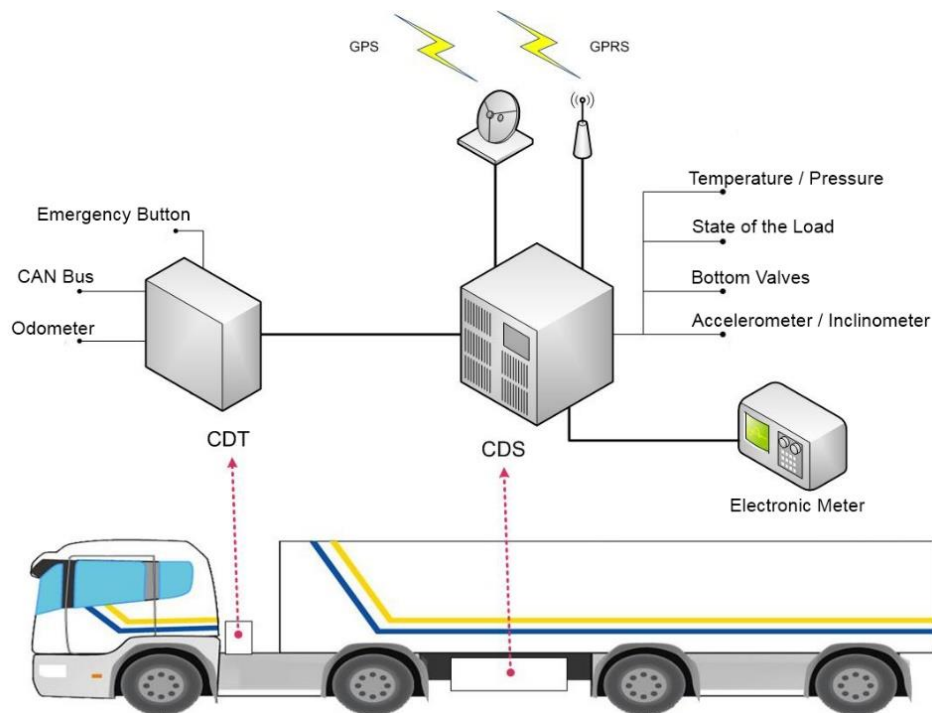 GPS
GPRS
Temperature / Pressure
Emergency Button
State of the Load
CAN Bus
Bottom Valves
Odometer
Accelerometer / Inclinometer
CDT
CDS
Electronic Meter